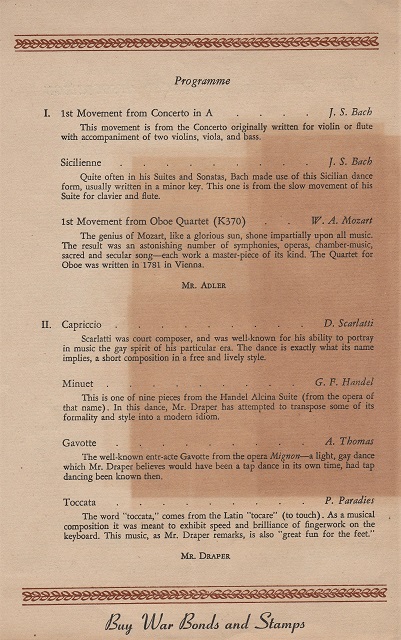 Programme
I. 1st Movement from Concerto in A . . . . J. S. Bach
This movement is from the Concerto originally written for violin or flute
with accompaniment of two violins, viola, and bass.
Sicilienne . . . . . . . . . . J. S. Bach
Quite often in his Suites and Sonatas, Bach made use of this Sicilian dance
form, usually written in a minor key. This one is from the slow movement of his
Suite for clavier and flute.
1st Movement from Oboe Quartet (K370) . . W. A. Mozart
The genius of Mozart, like a glorious sun, shone impartially upon all music.
The result was an astonishing number of symphonies, operas, chamber-music,
sacred and secular song—each work a master-piece of its kind. The Quartet for
Oboe was written in 1781 in Vienna.
Mr. Adler
II. Capriccio . . . . . . . . . D. Scarlatti
Scarlatti was court composer, and was well-known for his ability to portray
in music the gay spirit of his particular era. The dance is exactly what its name
implies, a short composition in a free and lively style.
Minuet . . . . . . . . . . G. F. Handel
This is one of nine pieces from the Handel Alcina Suite (from the opera of
that name). In this dance, Mr. Draper has attempted to transpose some of its
formality and style into a modern idiom.
Gavotte . . . . . . . . . . A. Thomas
The well-known entr-acte Gavotte from the opera Mignon—a light, gay dance
which Mr. Draper believes would have been a tap dance in its own time, had tap
dancing been known then.
Toccata . . . . . . . . . . P. Paradies
The word "toccata," comes from the Latin "tocare" (to touch). As a musical
composition it was meant to exhibit speed and brilliance of fingerwork on the
keyboard. This music, as Mr. Draper remarks, is also "great fun for the feet."
Mr. Draper
Buy War Bonds and Stamps